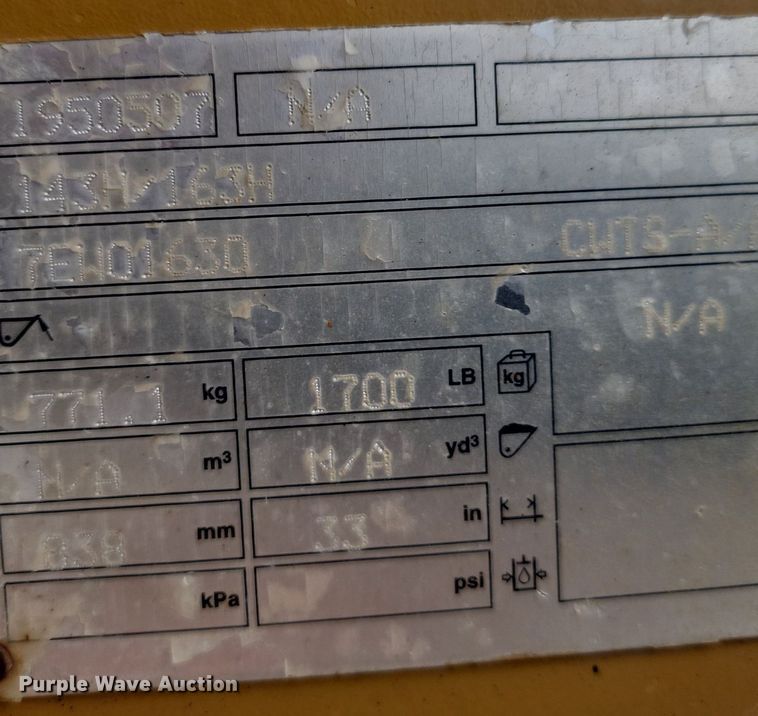 1950507 N/A
143H/163H
7EW01630 CWTS-A/
N/A
771.1 kg 1700 LB kg
N/A m³ N/A yd³
838 mm 33 in
kPa psi
Purple Wave Auction